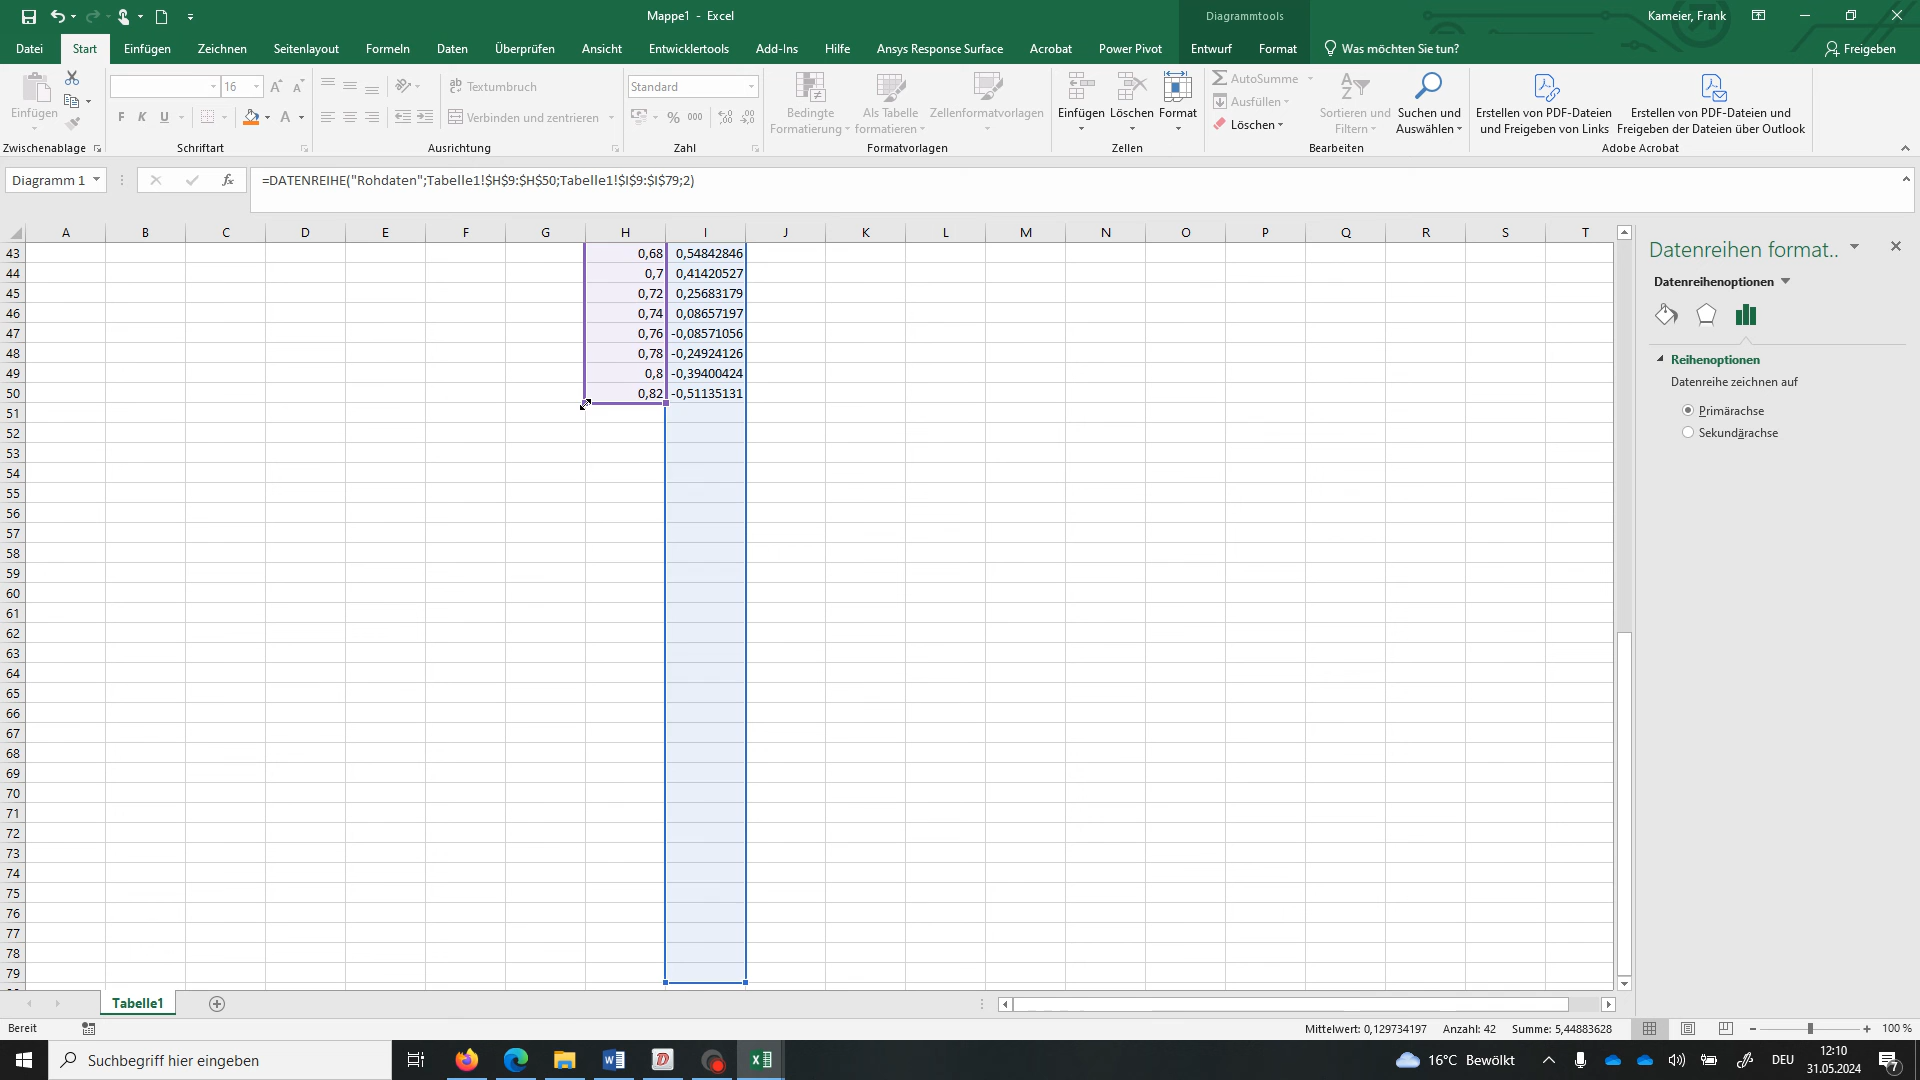 Mappe1 - Excel
Diagrammtools
Kameier, Frank
Datei Start Einfügen Zeichnen Seitenlayout Formeln Daten Überprüfen Ansicht Entwicklertools Add-Ins Hilfe Ansys Response Surface Acrobat Power Pivot Entwurf Format Was möchten Sie tun? Freigeben
16 A A ab Textumbruch Standard AutoSumme
Einfügen Bedingte Als Tabelle Zellenformatvorlagen Einfügen Löschen Format Ausfüllen Sortieren und Suchen und Erstellen von PDF-Dateien Erstellen von PDF-Dateien und
F K U A Verbinden und zentrieren % 000 Formatierung formatieren Löschen Filtern Auswählen und Freigeben von Links Freigeben der Dateien über Outlook
Zwischenablage Schriftart Ausrichtung Zahl Formatvorlagen Zellen Bearbeiten Adobe Acrobat
Diagramm 1 fx =DATENREIHE("Rohdaten";Tabelle1!$H$9:$H$50;Tabelle1!$I$9:$I$79;2)
A B C D E F G H I J K L M N O P Q R S T
43 0,68 0,54842846
44 0,7 0,41420527
45 0,72 0,25683179
46 0,74 0,08657197
47 0,76 -0,08571056
48 0,78 -0,24924126
49 0,8 -0,39400424
50 0,82 -0,51135131
51
52
53
54
55
56
57
58
59
60
61
62
63
64
65
66
67
68
69
70
71
72
73
74
75
76
77
78
79
Datenreihen format..
Datenreihenoptionen
Reihenoptionen
Datenreihe zeichnen auf
Primärachse
Sekundärachse
Tabelle1
Bereit Mittelwert: 0,129734197 Anzahl: 42 Summe: 5,44883628 100 %
Suchbegriff hier eingeben 16°C Bewölkt DEU 12:10
31.05.2024
7